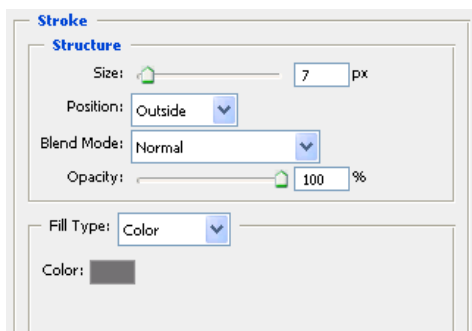 Stroke
Structure
Size: 7 px
Position: Outside
Blend Mode: Normal
Opacity: 100 %
Fill Type: Color
Color: